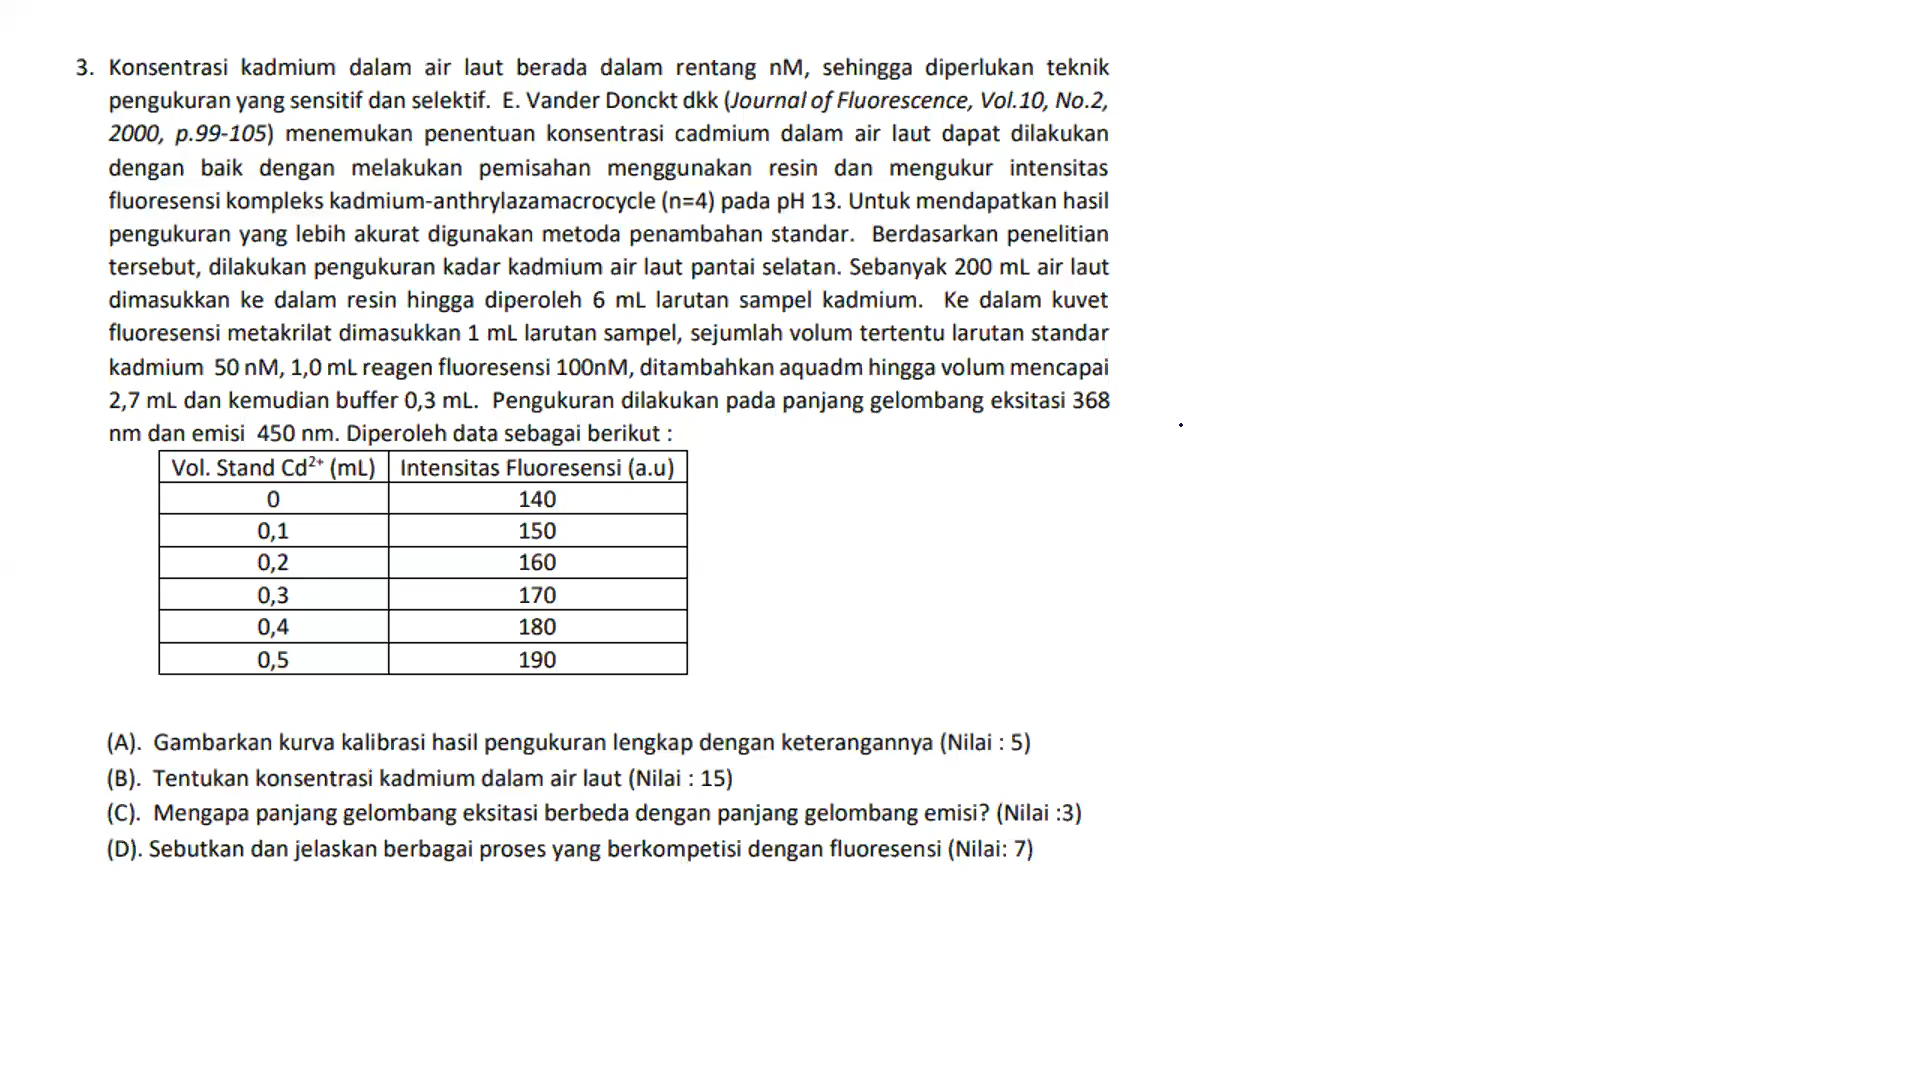 3. Konsentrasi kadmium dalam air laut berada dalam rentang nM, sehingga diperlukan teknik
pengukuran yang sensitif dan selektif. E. Vander Donckt dkk (Journal of Fluorescence, Vol.10, No.2,
2000, p.99-105) menemukan penentuan konsentrasi cadmium dalam air laut dapat dilakukan
dengan baik dengan melakukan pemisahan menggunakan resin dan mengukur intensitas
fluoresensi kompleks kadmium-anthrylazamacrocycle (n=4) pada pH 13. Untuk mendapatkan hasil
pengukuran yang lebih akurat digunakan metoda penambahan standar. Berdasarkan penelitian
tersebut, dilakukan pengukuran kadar kadmium air laut pantai selatan. Sebanyak 200 mL air laut
dimasukkan ke dalam resin hingga diperoleh 6 mL larutan sampel kadmium. Ke dalam kuvet
fluoresensi metakrilat dimasukkan 1 mL larutan sampel, sejumlah volum tertentu larutan standar
kadmium 50 nM, 1,0 mL reagen fluoresensi 100nM, ditambahkan aquadm hingga volum mencapai
2,7 mL dan kemudian buffer 0,3 mL. Pengukuran dilakukan pada panjang gelombang eksitasi 368
nm dan emisi 450 nm. Diperoleh data sebagai berikut :
Vol. Stand Cd²⁺ (mL) Intensitas Fluoresensi (a.u)
0 140
0,1 150
0,2 160
0,3 170
0,4 180
0,5 190
(A). Gambarkan kurva kalibrasi hasil pengukuran lengkap dengan keterangannya (Nilai : 5)
(B). Tentukan konsentrasi kadmium dalam air laut (Nilai : 15)
(C). Mengapa panjang gelombang eksitasi berbeda dengan panjang gelombang emisi? (Nilai :3)
(D). Sebutkan dan jelaskan berbagai proses yang berkompetisi dengan fluoresensi (Nilai: 7)